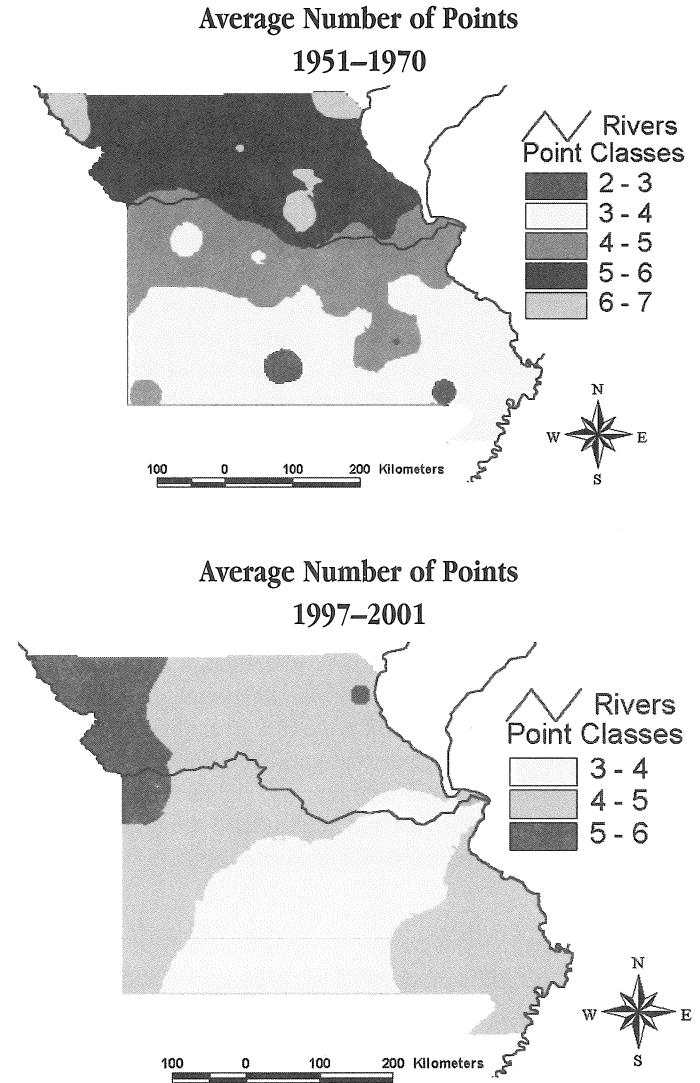 Average Number of Points
1951–1970
Rivers
Point Classes
2 - 3
3 - 4
4 - 5
5 - 6
6 - 7
N
W E
S
100 0 100 200 Kilometers
Average Number of Points
1997–2001
Rivers
Point Classes
3 - 4
4 - 5
5 - 6
N
W E
S
100 0 100 200 Kilometers